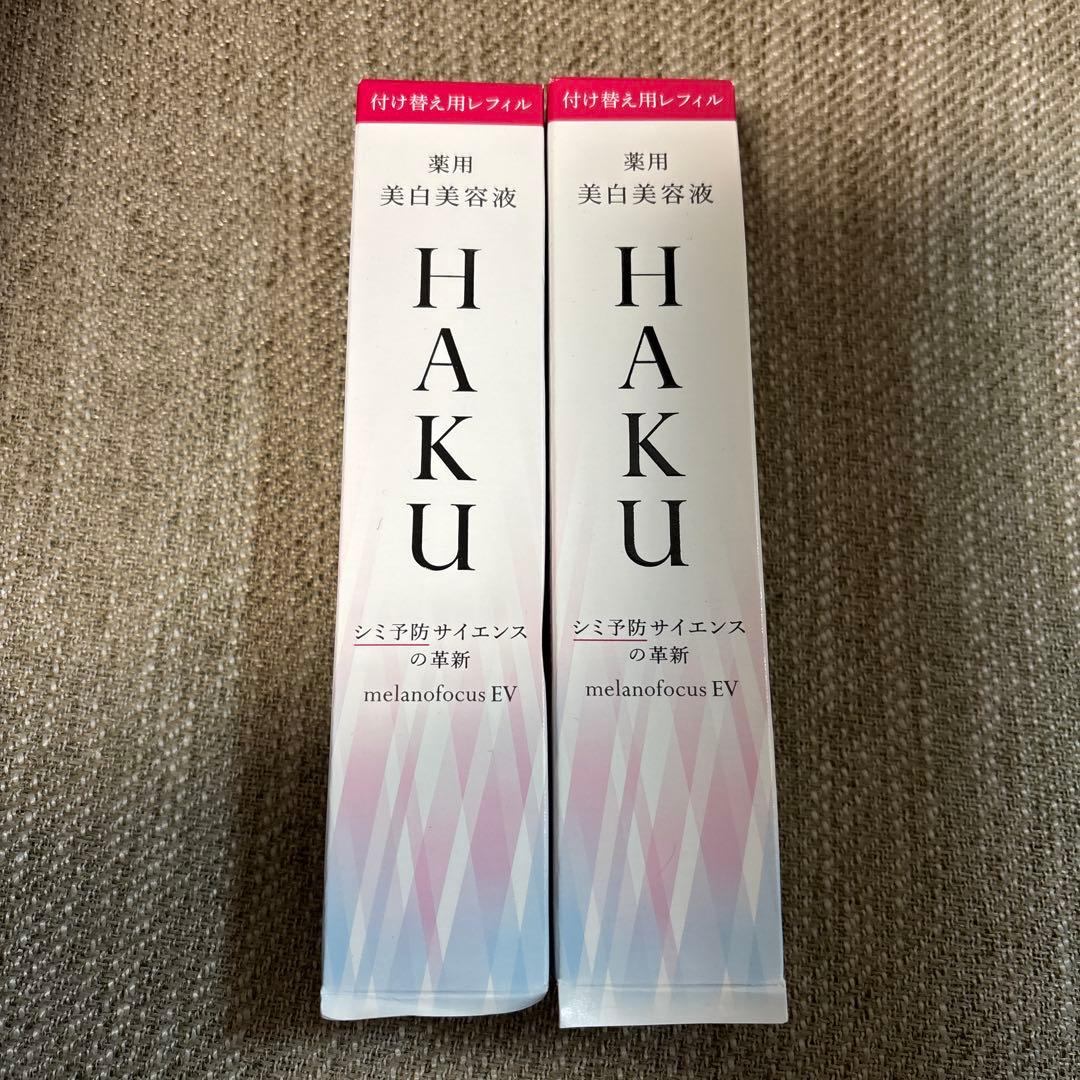 付け替え用レフィル
薬用
美白美容液
HAKU
シミ予防サイエンス
の革新
melanofocus EV
付け替え用レフィル
薬用
美白美容液
HAKU
シミ予防サイエンス
の革新
melanofocus EV